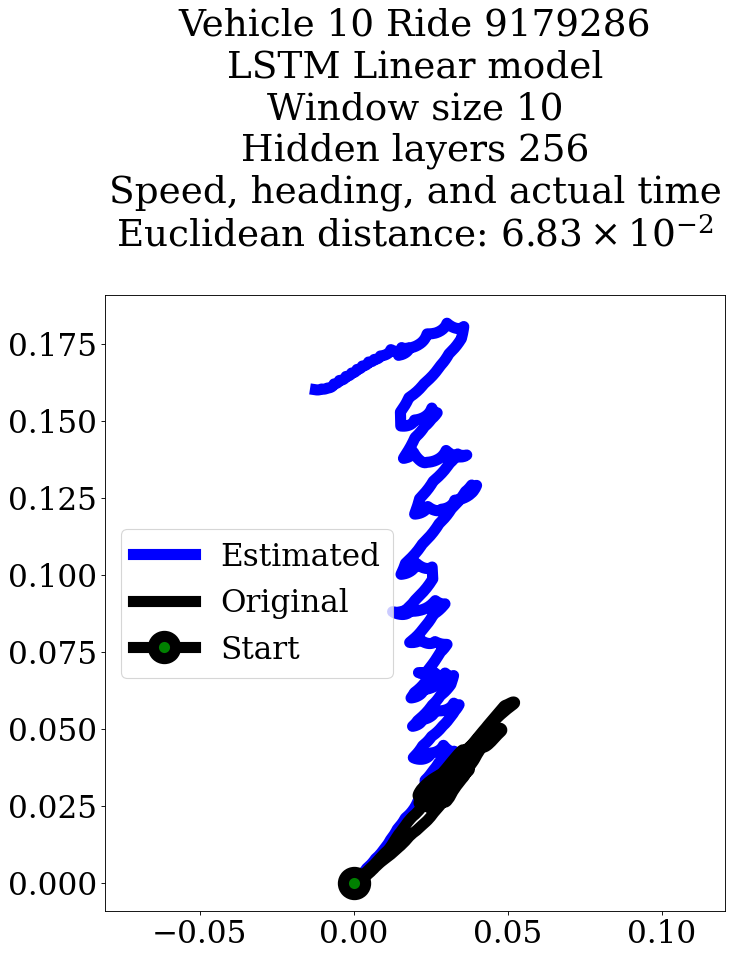 Vehicle 10 Ride 9179286
LSTM Linear model
Window size 10
Hidden layers 256
Speed, heading, and actual time
Euclidean distance: 6.83 × 10⁻²
0.175
0.150
0.125
0.100
0.075
0.050
0.025
0.000
Estimated
Original
Start
−0.05 0.00 0.05 0.10